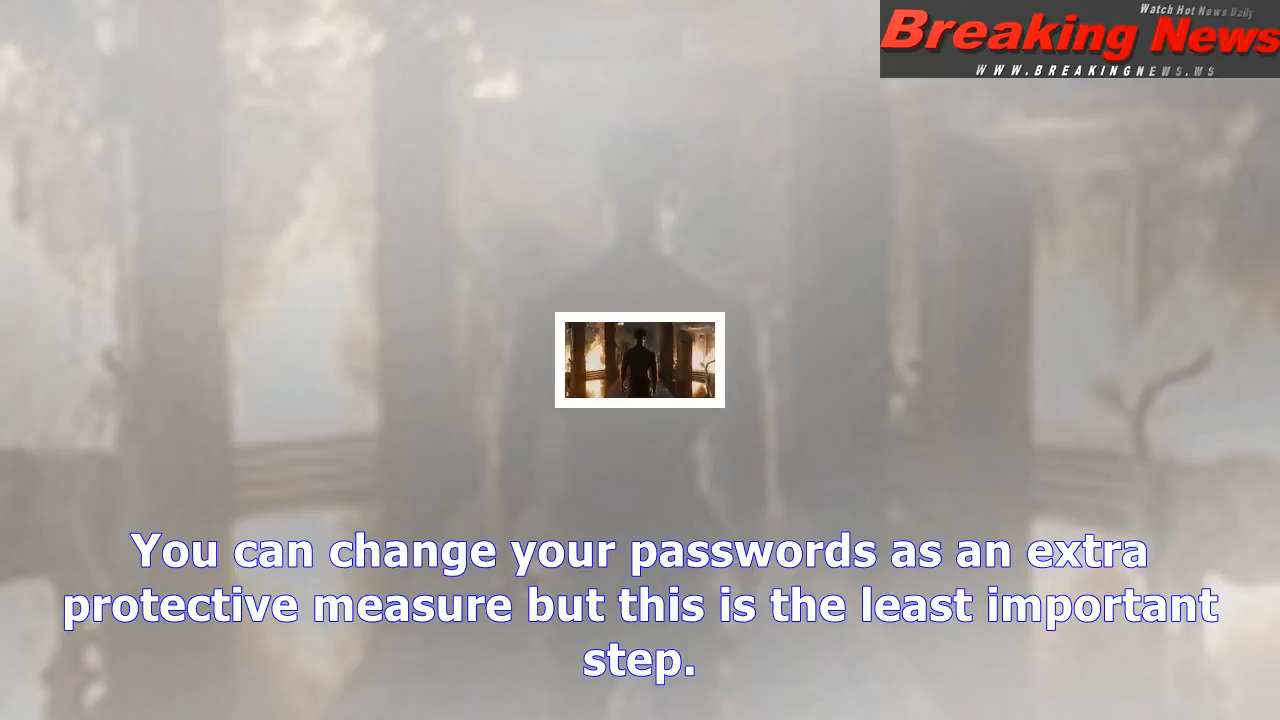 Watch Hot News Daily
Breaking News
WWW.BREAKINGNEWS.WS
You can change your passwords as an extra
protective measure but this is the least important
step.